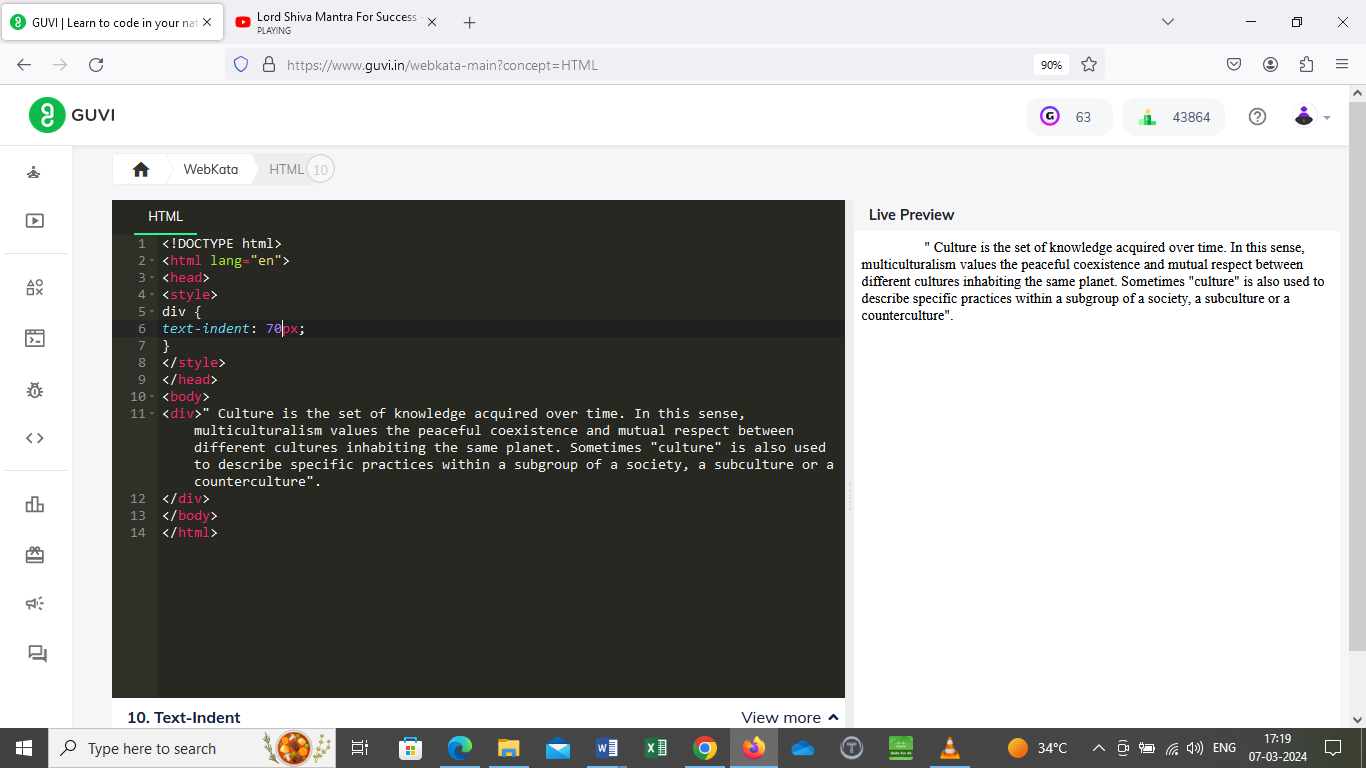 GUVI | Learn to code in your nat
Lord Shiva Mantra For Success -
PLAYING
https://www.guvi.in/webkata-main?concept=HTML
90%
GUVI
G
63
43864
WebKata
HTML
10
HTML
Live Preview
1 <!DOCTYPE html>
2 <html lang="en">
3 <head>
4 <style>
5 div {
6 text-indent: 70px;
7 }
8 </style>
9 </head>
10 <body>
11 <div>" Culture is the set of knowledge acquired over time. In this sense,
multiculturalism values the peaceful coexistence and mutual respect between
different cultures inhabiting the same planet. Sometimes "culture" is also used
to describe specific practices within a subgroup of a society, a subculture or a
counterculture".
12 </div>
13 </body>
14 </html>
" Culture is the set of knowledge acquired over time. In this sense,
multiculturalism values the peaceful coexistence and mutual respect between
different cultures inhabiting the same planet. Sometimes "culture" is also used to
describe specific practices within a subgroup of a society, a subculture or a
counterculture".
10. Text-Indent
View more
Type here to search
34°C
ENG
17:19
07-03-2024